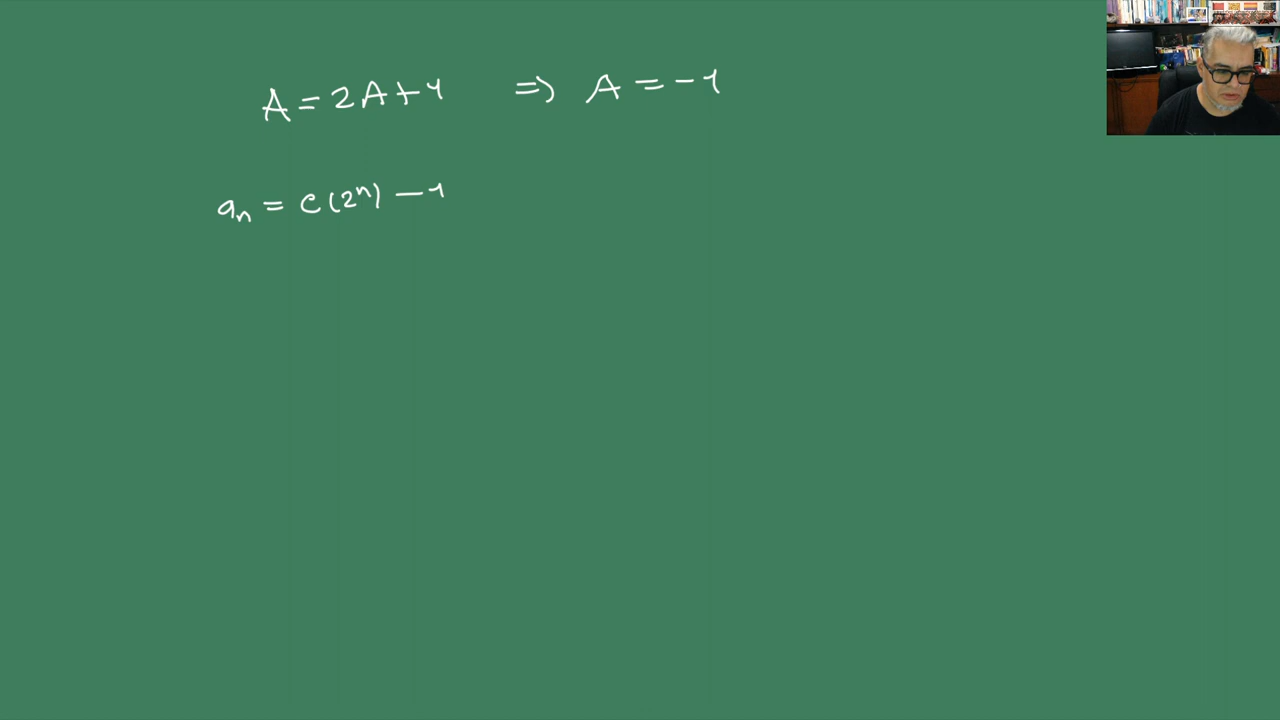 A = 2A + 1 ⇒ A = -1
aₙ = c(2ⁿ) - 1